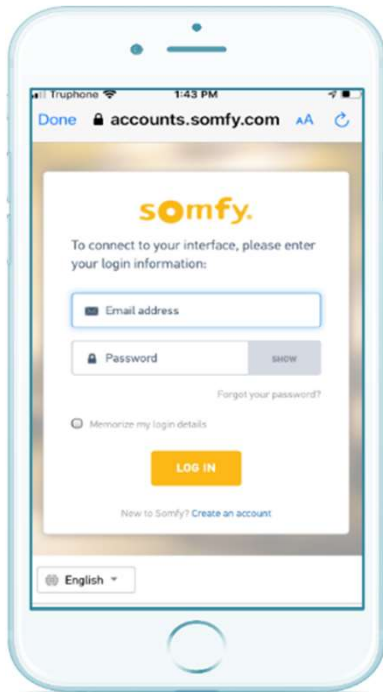 Truphone 1:43 PM
Done accounts.somfy.com AA
somfy.
To connect to your interface, please enter
your login information:
Email address
Password SHOW
Forgot your password?
Memorize my login details
LOG IN
New to Somfy? Create an account
English